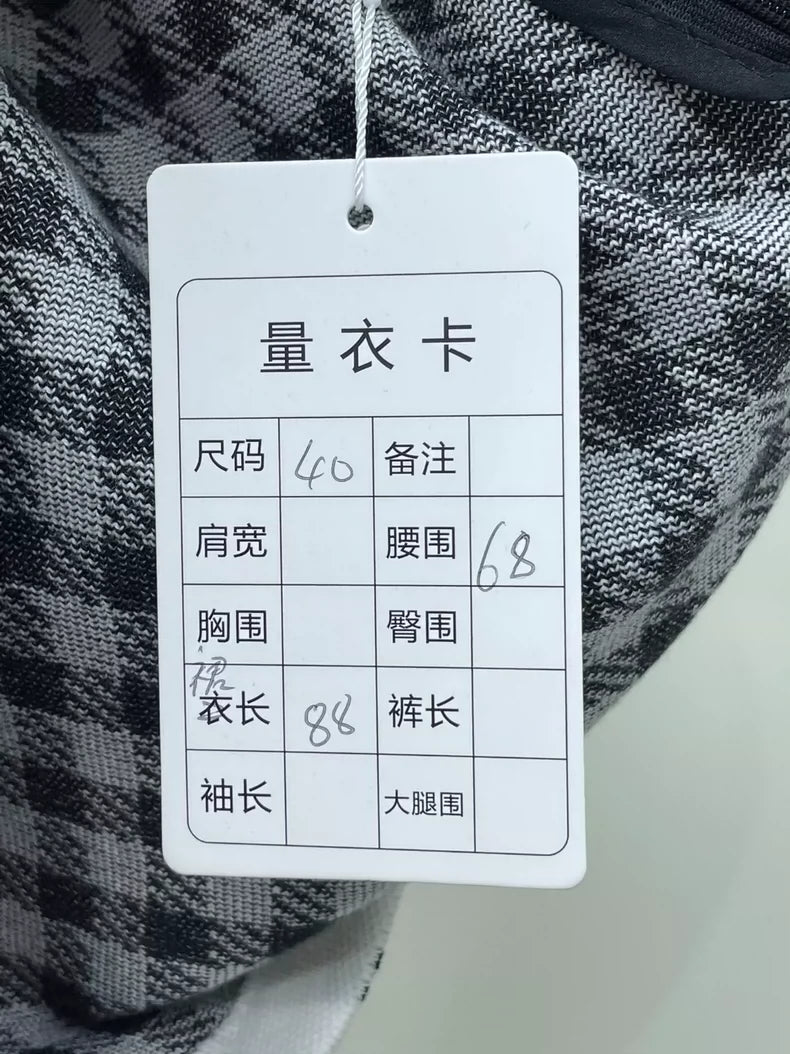 量衣卡
尺码 40 备注
肩宽 腰围 68
胸围 臀围
裙
衣长 88 裤长
袖长 大腿围